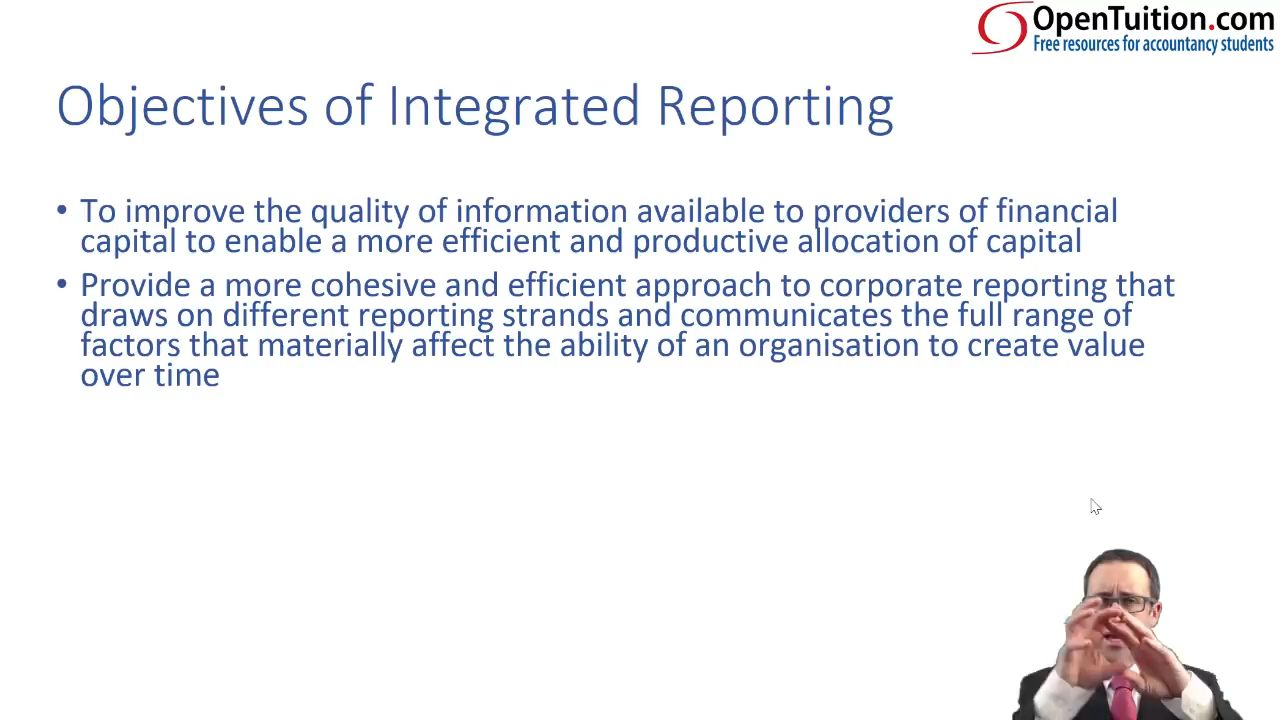 OpenTuition.com
Free resources for accountancy students
Objectives of Integrated Reporting
• To improve the quality of information available to providers of financial
capital to enable a more efficient and productive allocation of capital
• Provide a more cohesive and efficient approach to corporate reporting that
draws on different reporting strands and communicates the full range of
factors that materially affect the ability of an organisation to create value
over time